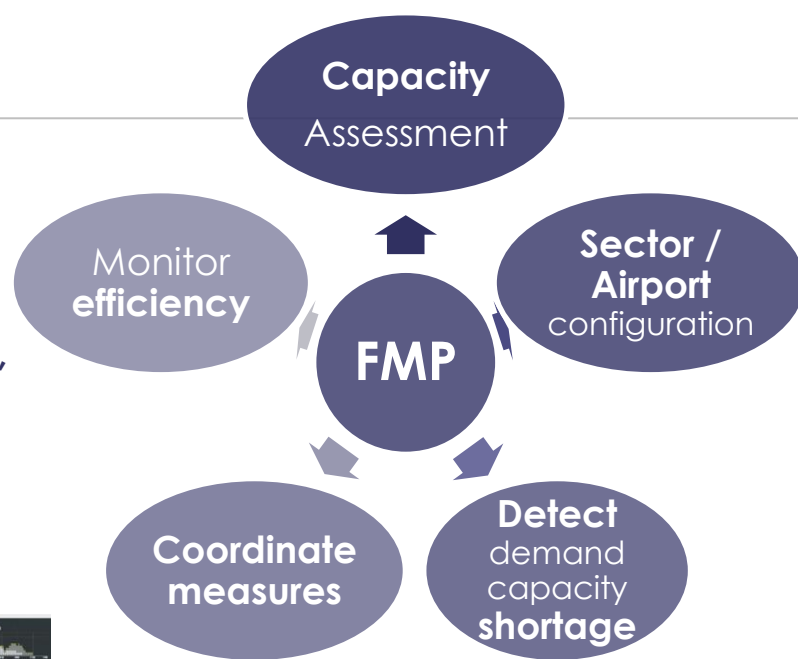 Capacity
Assessment
Monitor
efficiency
Sector /
Airport
configuration
FMP
Coordinate
measures
Detect
demand
capacity
shortage